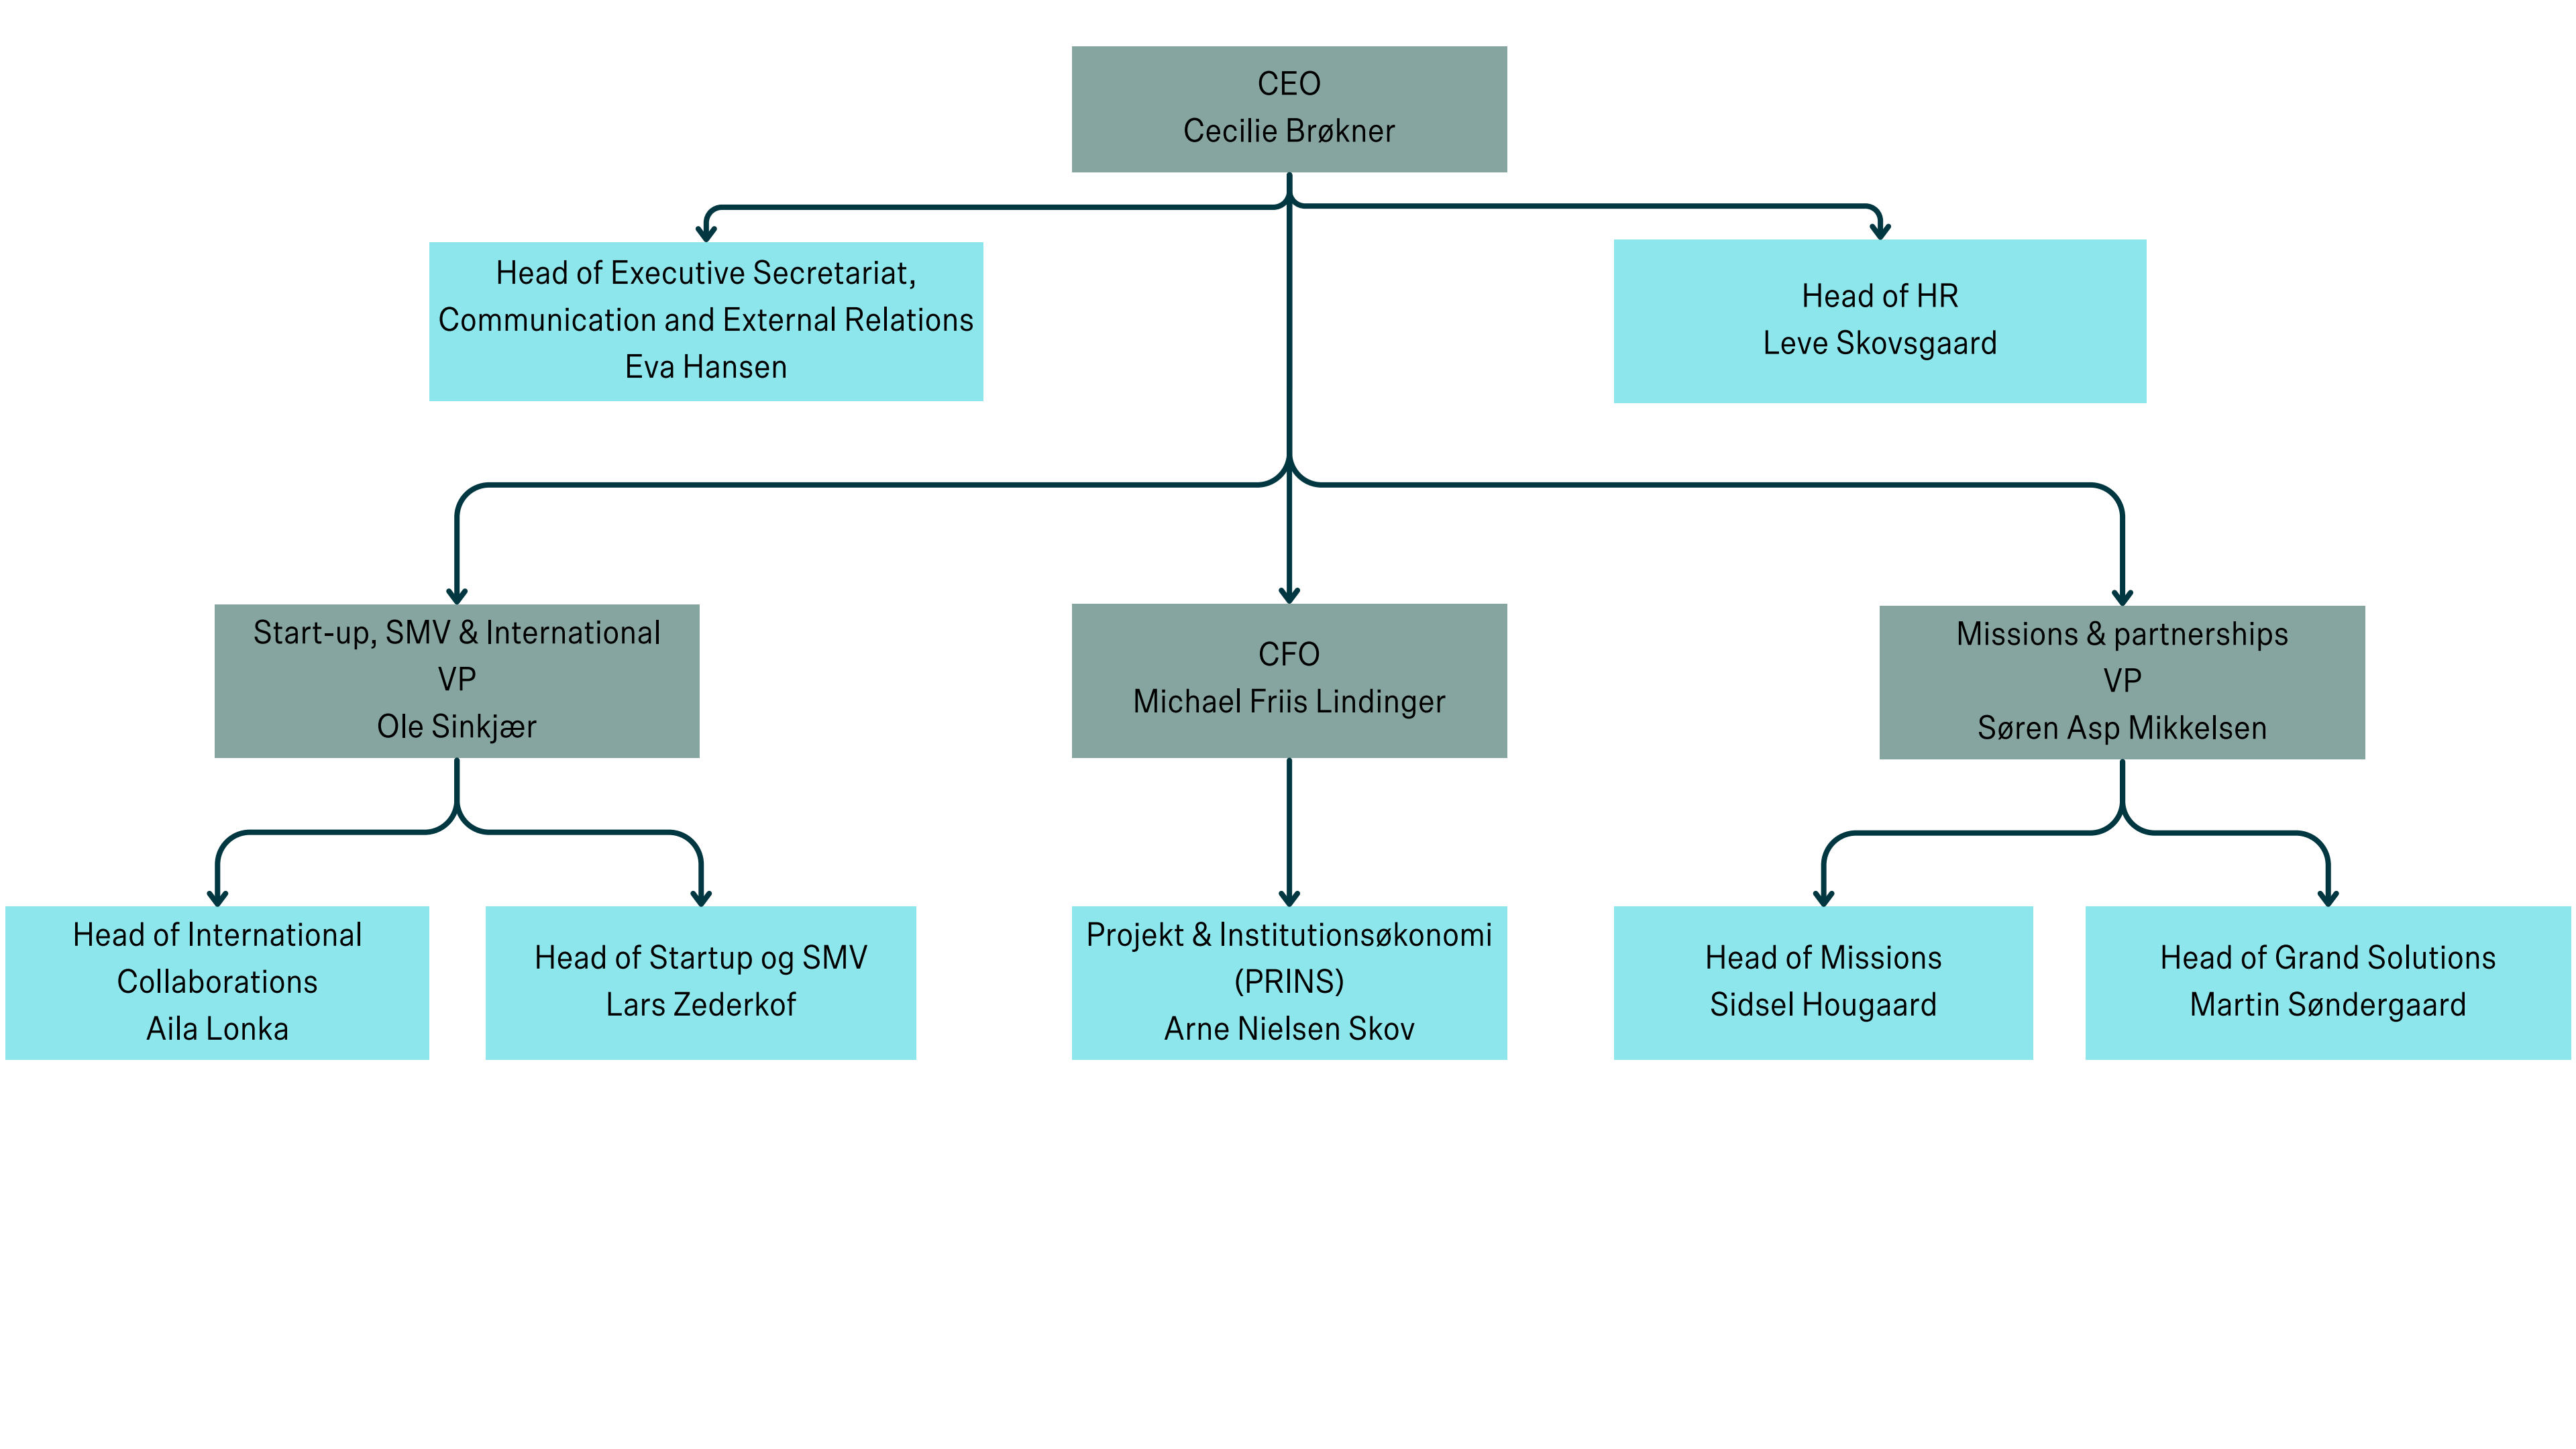 CEO
Cecilie Brøkner
Head of Executive Secretariat,
Communication and External Relations
Eva Hansen
Head of HR
Leve Skovsgaard
Start-up, SMV & International
VP
Ole Sinkjær
CFO
Michael Friis Lindinger
Missions & partnerships
VP
Søren Asp Mikkelsen
Head of International
Collaborations
Aila Lonka
Head of Startup og SMV
Lars Zederkof
Projekt & Institutionsøkonomi
(PRINS)
Arne Nielsen Skov
Head of Missions
Sidsel Hougaard
Head of Grand Solutions
Martin Søndergaard